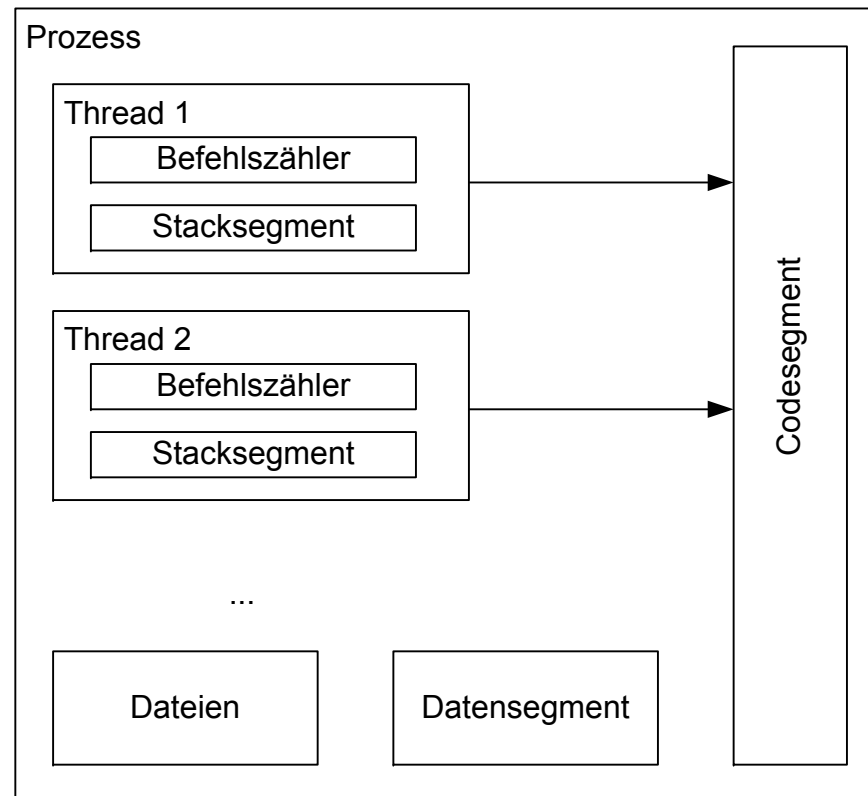 Prozess
Thread 1
Befehlszähler
Stacksegment
Thread 2
Befehlszähler
Stacksegment
...
Dateien
Datensegment
Codesegment